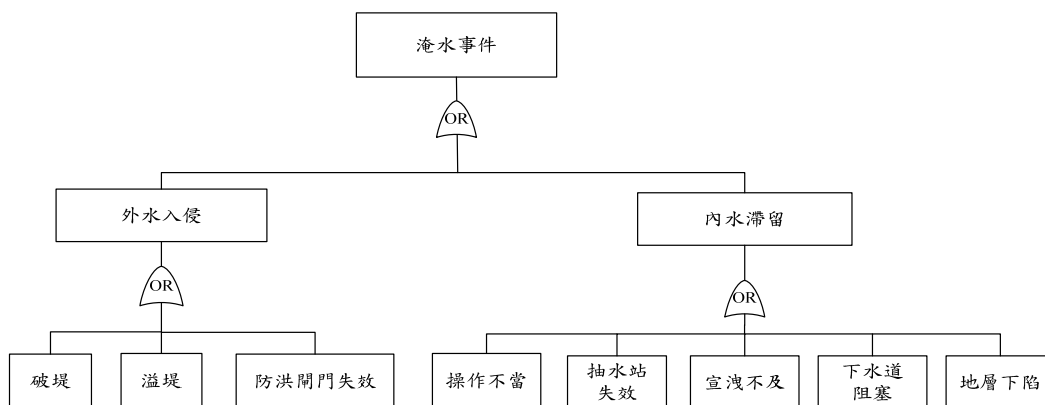 淹水事件
OR
外水入侵
內水滯留
OR
OR
破堤
溢堤
防洪閘門失效
操作不當
抽水站
失效
宣洩不及
下水道
阻塞
地層下陷